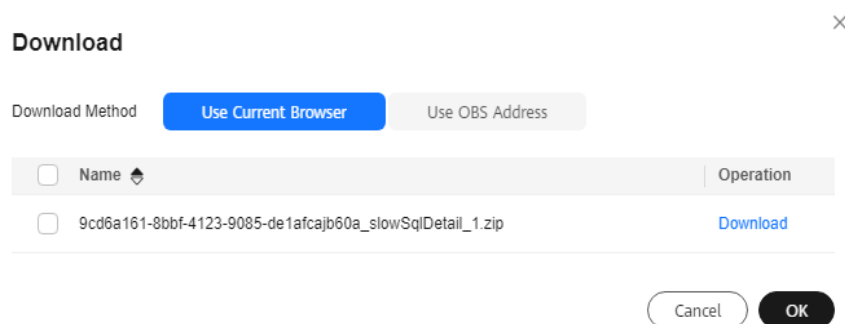 Download
Download Method Use Current Browser Use OBS Address
Name Operation
9cd6a161-8bbf-4123-9085-de1afcajb60a_slowSqlDetail_1.zip Download
Cancel OK